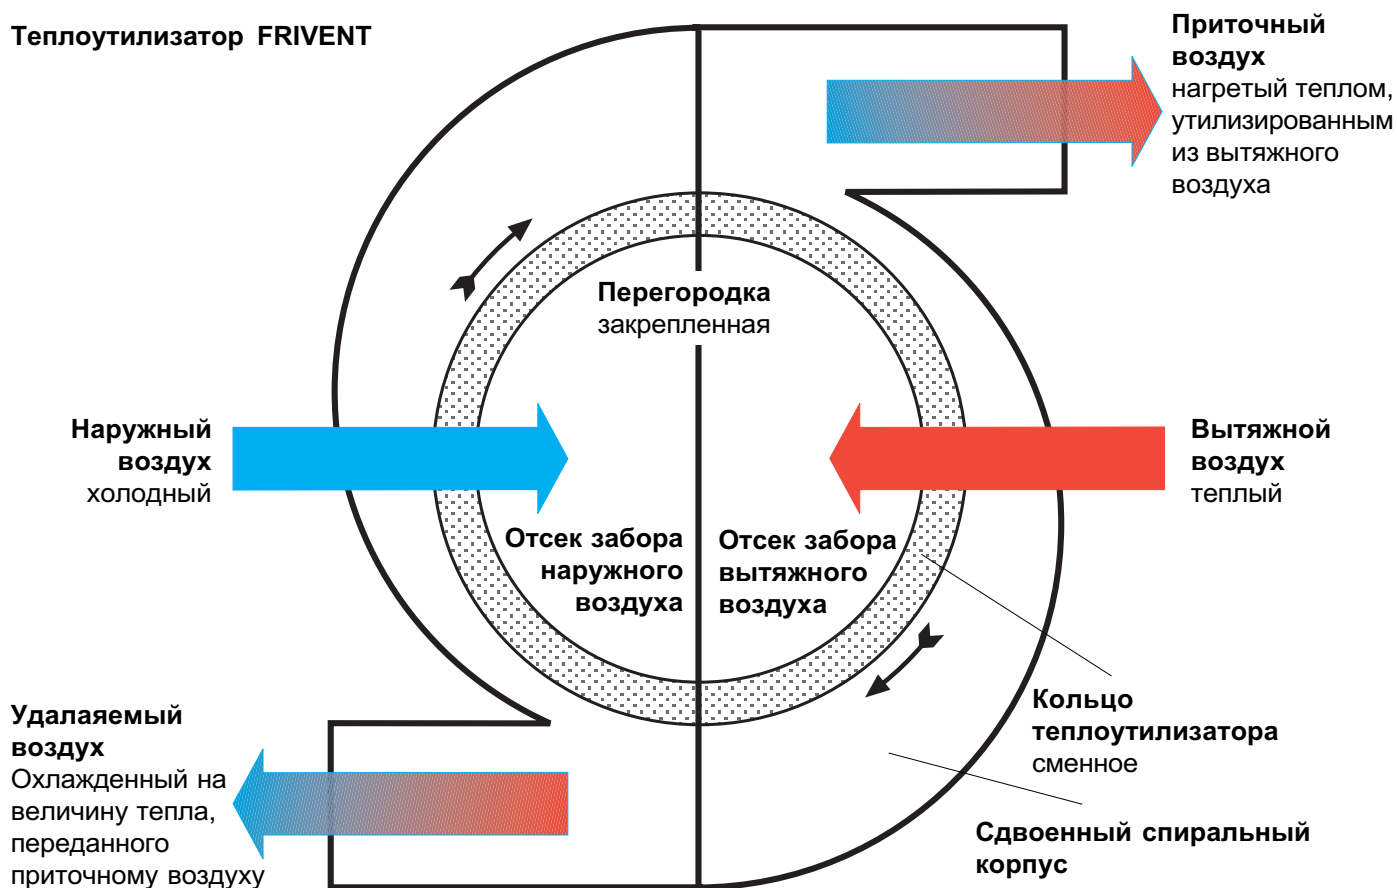 Теплоутилизатор FRIVENT
Приточный
воздух
нагретый теплом,
утилизированным
из вытяжного
воздуха
Перегородка
закрепленная
Наружный
воздух
холодный
Вытяжной
воздух
теплый
Отсек забора
наружного
воздуха
Отсек забора
вытяжного
воздуха
Удалаяемый
воздух
Охлажденный на
величину тепла,
переданного
приточному воздуху
Кольцо
теплоутилизатора
сменное
Сдвоенный спиральный
корпус